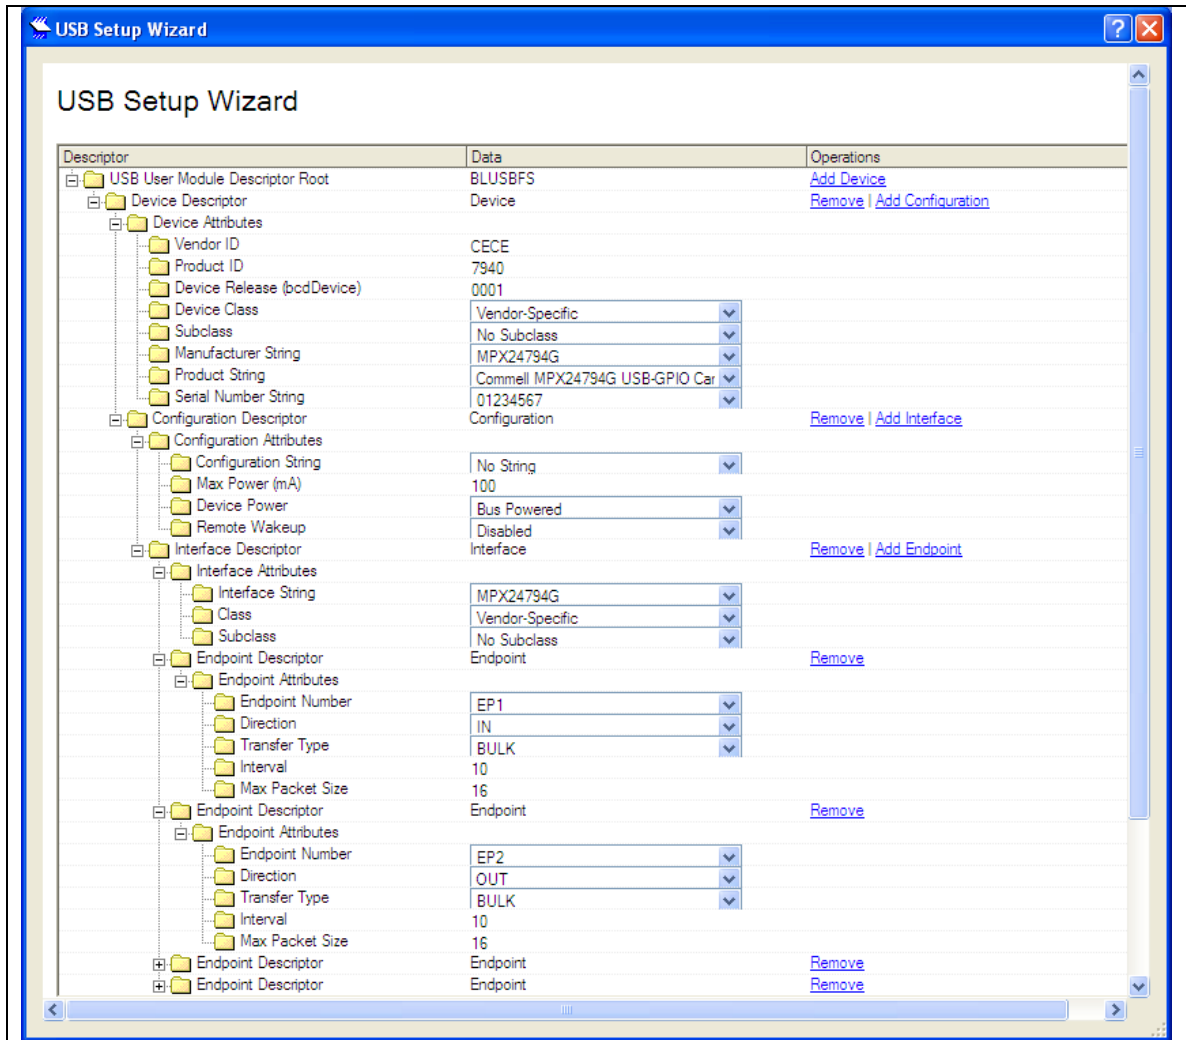 USB Setup Wizard
USB Setup Wizard
Descriptor Data Operations
USB User Module Descriptor Root BLUSBFS Add Device
Device Descriptor Device Remove | Add Configuration
Device Attributes
Vendor ID CECE
Product ID 7940
Device Release (bcdDevice) 0001
Device Class Vendor-Specific
Subclass No Subclass
Manufacturer String MPX24794G
Product String Commell MPX24794G USB-GPIO Car
Serial Number String 01234567
Configuration Descriptor Configuration Remove | Add Interface
Configuration Attributes
Configuration String No String
Max Power (mA) 100
Device Power Bus Powered
Remote Wakeup Disabled
Interface Descriptor Interface Remove | Add Endpoint
Interface Attributes
Interface String MPX24794G
Class Vendor-Specific
Subclass No Subclass
Endpoint Descriptor Endpoint Remove
Endpoint Attributes
Endpoint Number EP1
Direction IN
Transfer Type BULK
Interval 10
Max Packet Size 16
Endpoint Descriptor Endpoint Remove
Endpoint Attributes
Endpoint Number EP2
Direction OUT
Transfer Type BULK
Interval 10
Max Packet Size 16
Endpoint Descriptor Endpoint Remove
Endpoint Descriptor Endpoint Remove